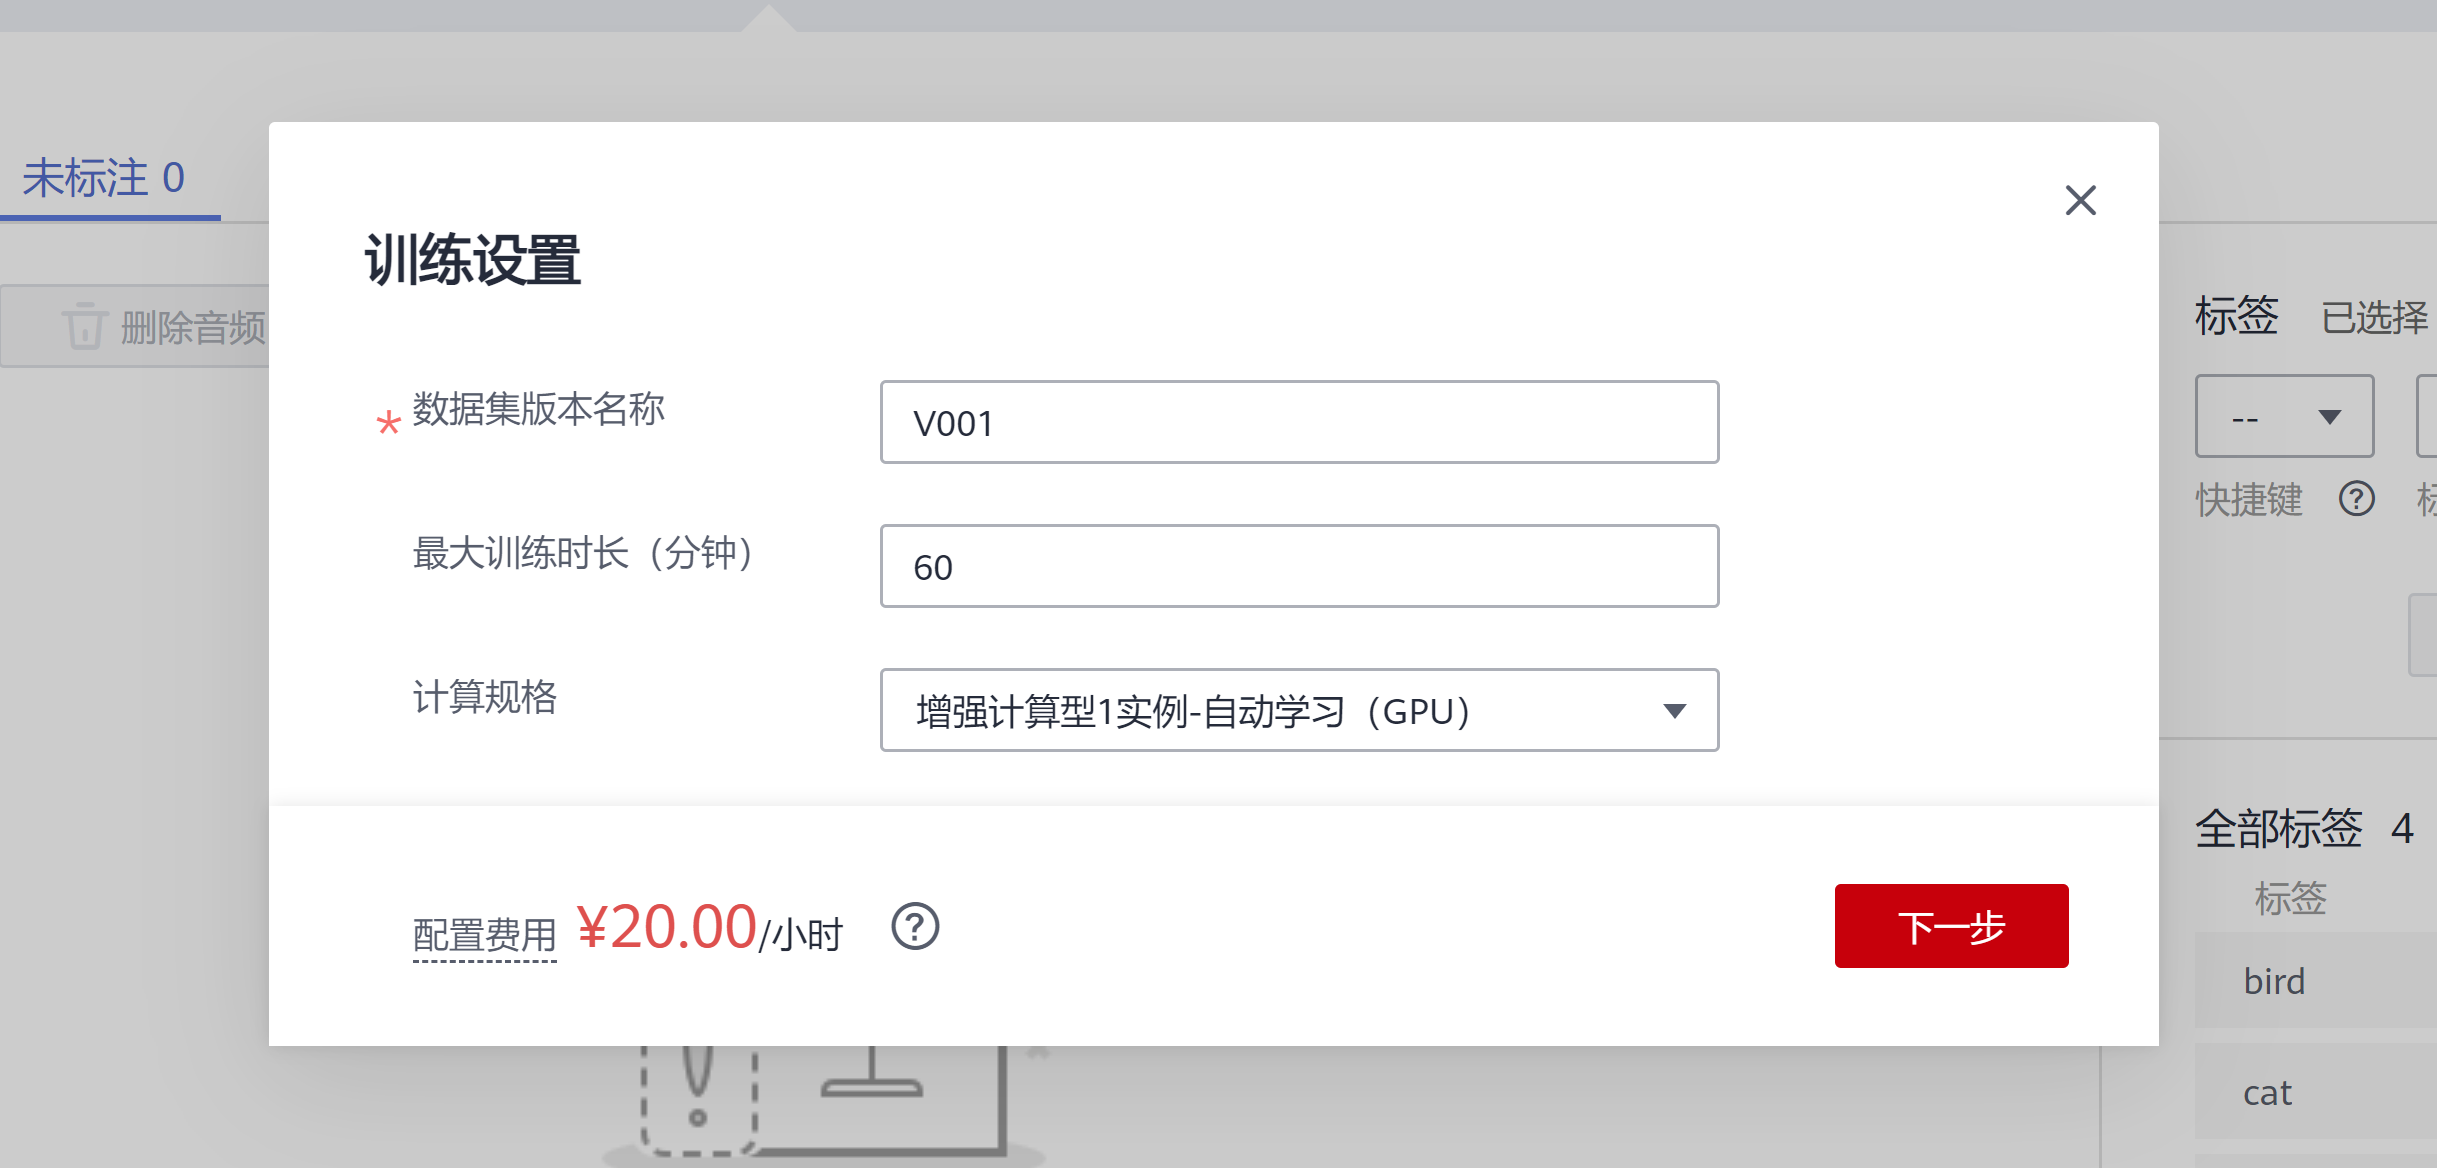 未标注 0
删除音频
训练设置
* 数据集版本名称 V001
最大训练时长（分钟） 60
计算规格 增强计算型1实例-自动学习（GPU）
配置费用 ¥20.00/小时 ?
下一步
标签 已选择
--
快捷键 ?
全部标签 4
标签
bird
cat